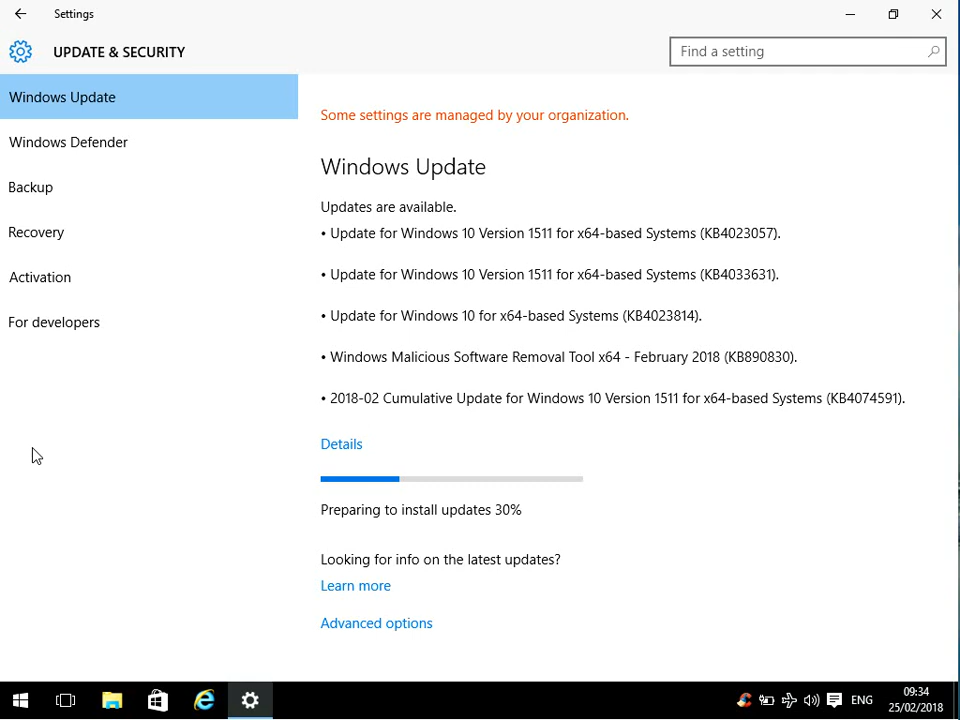 Settings
UPDATE & SECURITY
Find a setting
Windows Update
Windows Defender
Backup
Recovery
Activation
For developers
Some settings are managed by your organization.
Windows Update
Updates are available.
• Update for Windows 10 Version 1511 for x64-based Systems (KB4023057).
• Update for Windows 10 Version 1511 for x64-based Systems (KB4033631).
• Update for Windows 10 for x64-based Systems (KB4023814).
• Windows Malicious Software Removal Tool x64 - February 2018 (KB890830).
• 2018-02 Cumulative Update for Windows 10 Version 1511 for x64-based Systems (KB4074591).
Details
Preparing to install updates 30%
Looking for info on the latest updates?
Learn more
Advanced options
ENG
09:34
25/02/2018